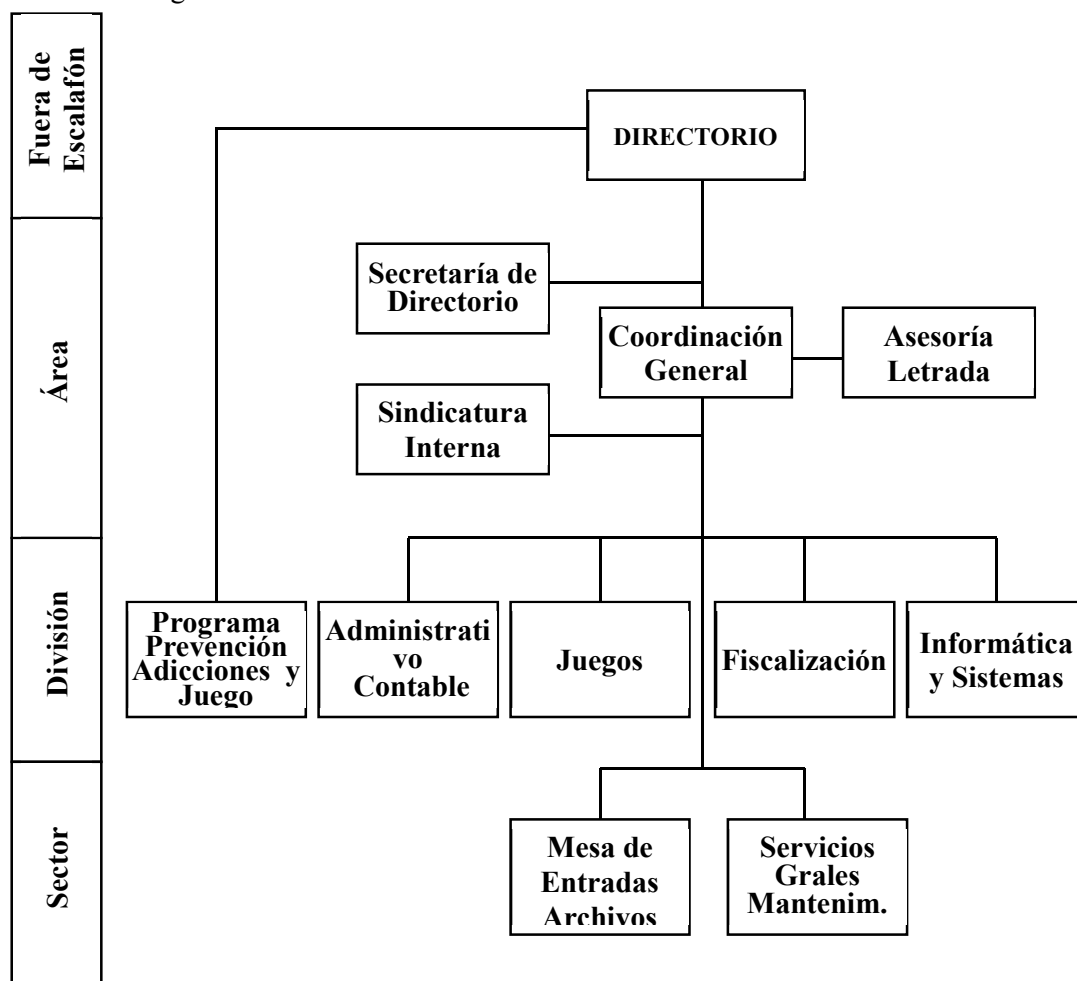 Fuera de
Escalafón
DIRECTORIO
Área
Secretaría de
Directorio
Coordinación
General
Asesoría
Letrada
Sindicatura
Interna
División
Programa
Prevención
Adicciones y
Juego
Administrati
vo
Contable
Juegos
Fiscalización
Informática
y Sistemas
Sector
Mesa de
Entradas
Archivos
Servicios
Grales
Mantenim.